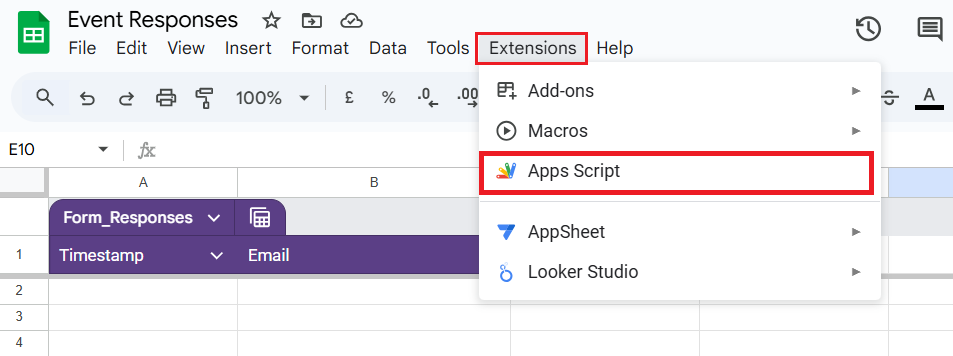 Event Responses
File Edit View Insert Format Data Tools Extensions Help
100% £ % .0 .00 A
Add-ons
Macros
Apps Script
AppSheet
Looker Studio
E10 fx
A B
Form_Responses
1 Timestamp Email
2
3
4